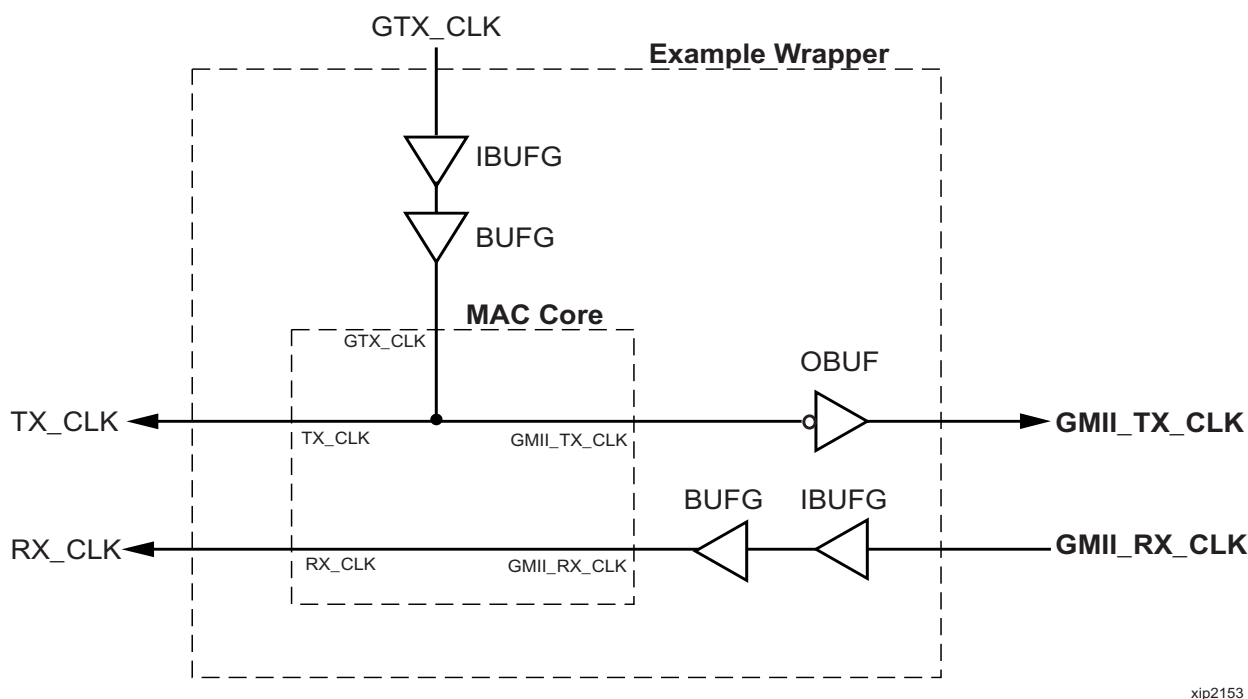 GTX_CLK
Example Wrapper
IBUFG
BUFG
MAC Core
GTX_CLK
OBUF
TX_CLK
TX_CLK
GMII_TX_CLK
GMII_TX_CLK
BUFG
IBUFG
RX_CLK
RX_CLK
GMII_RX_CLK
GMII_RX_CLK
xip2153